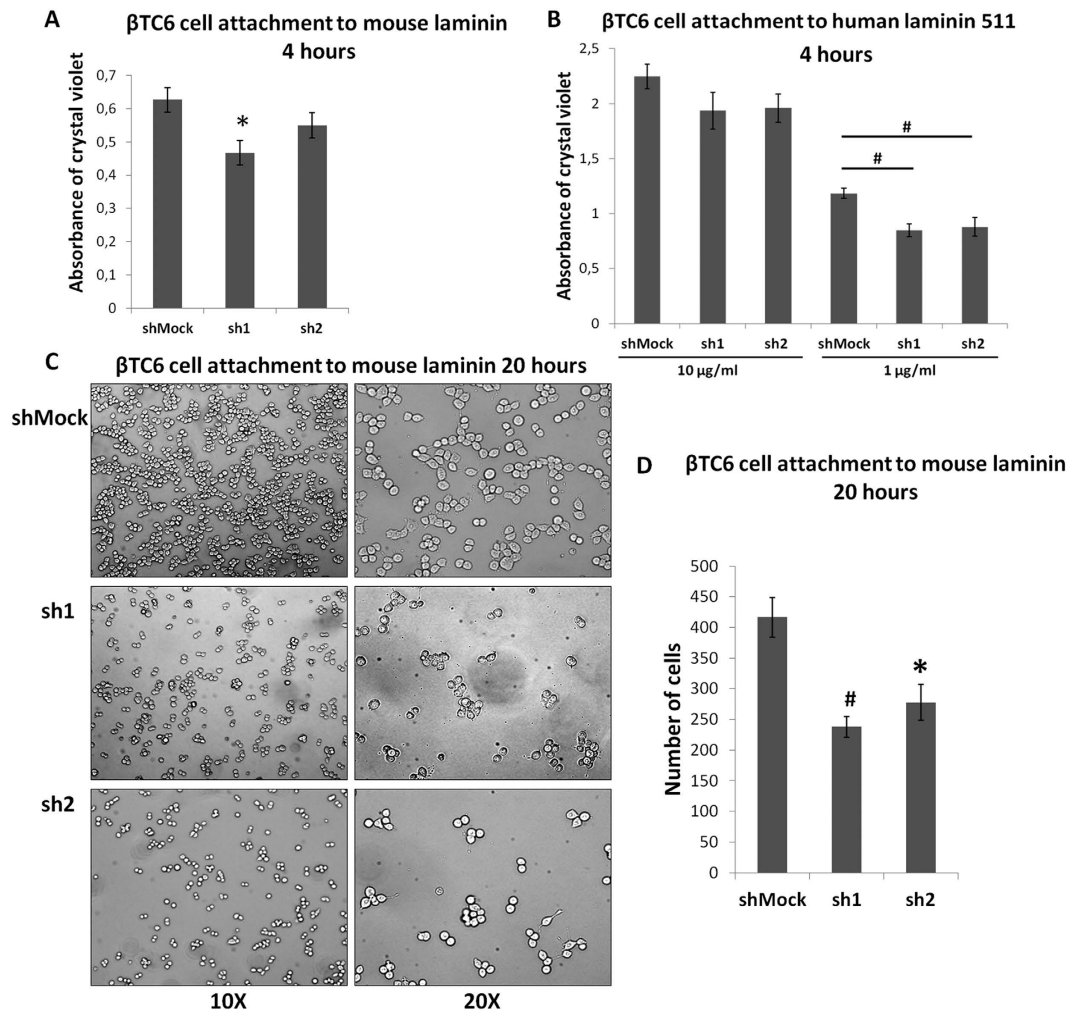 A
βTC6 cell attachment to mouse laminin
4 hours
Absorbance of crystal violet
0,7
0,6
0,5
0,4
0,3
0,2
0,1
0
*
shMock sh1 sh2
B
βTC6 cell attachment to human laminin 511
4 hours
Absorbance of crystal violet
2,5
2
1,5
1
0,5
0
#
#
shMock sh1 sh2 shMock sh1 sh2
10 µg/ml 1 µg/ml
C
βTC6 cell attachment to mouse laminin 20 hours
shMock
sh1
sh2
10X 20X
D
βTC6 cell attachment to mouse laminin
20 hours
Number of cells
500
450
400
350
300
250
200
150
100
50
0
# *
shMock sh1 sh2